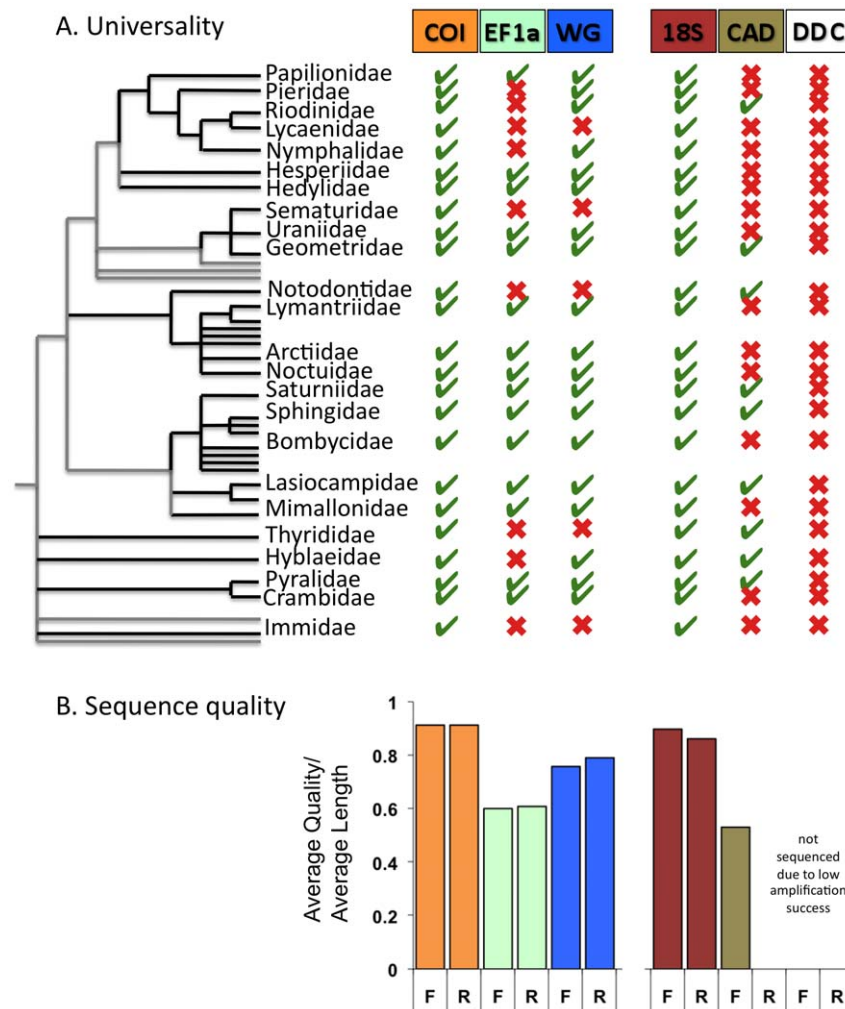 A. Universality
COI EF1a WG 18S CAD DDC
Papilionidae
Pieridae
Riodinidae
Lycaenidae
Nymphalidae
Hesperiidae
Hedylidae
Sematuridae
Uraniidae
Geometridae
Notodontidae
Lymantriidae
Arctiidae
Noctuidae
Saturniidae
Sphingidae
Bombycidae
Lasiocampidae
Mimallonidae
Thyrididae
Hyblaeidae
Pyralidae
Crambidae
Immidae
B. Sequence quality
Average Quality/
Average Length
1
0.8
0.6
0.4
0.2
0
not
sequenced
due to low
amplification
success
F R F R F R F R F R F R